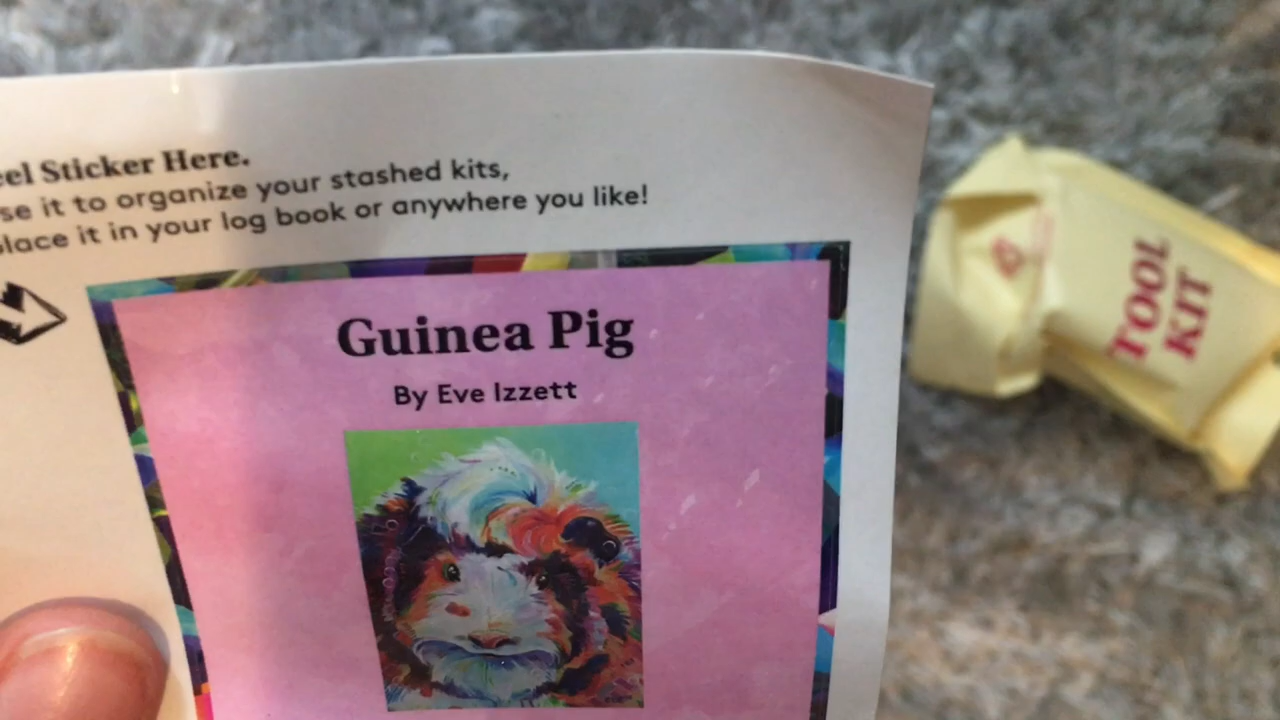 eel Sticker Here.
se it to organize your stashed kits,
place it in your log book or anywhere you like!
Guinea Pig
By Eve Izzett
TOOL
KIT